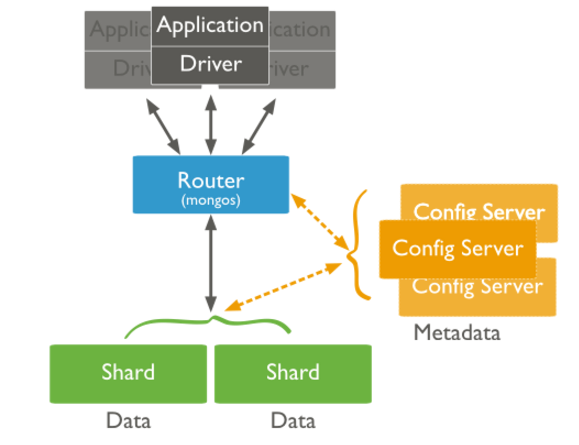 Application
Driver
Router
(mongos)
Config Server
Config Server
Config Server
Metadata
Shard Shard
Data Data